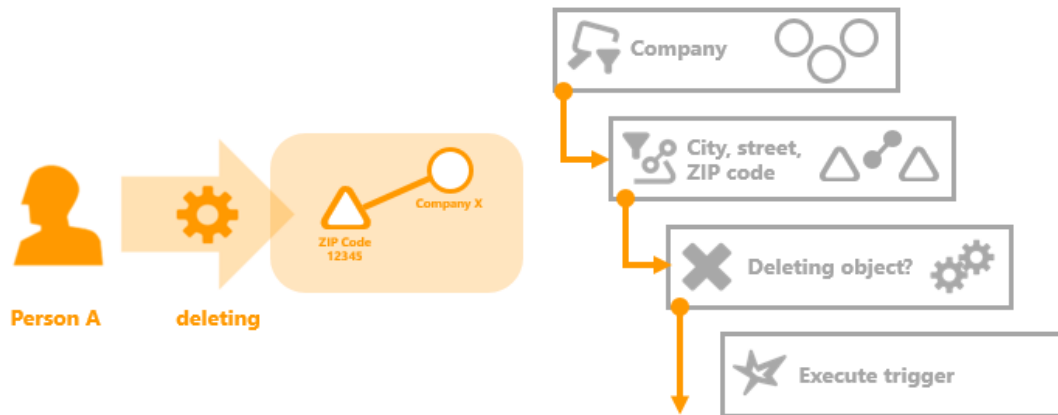 Company
City, street,
ZIP code
Company X
ZIP Code
12345
Deleting object?
Person A
deleting
Execute trigger